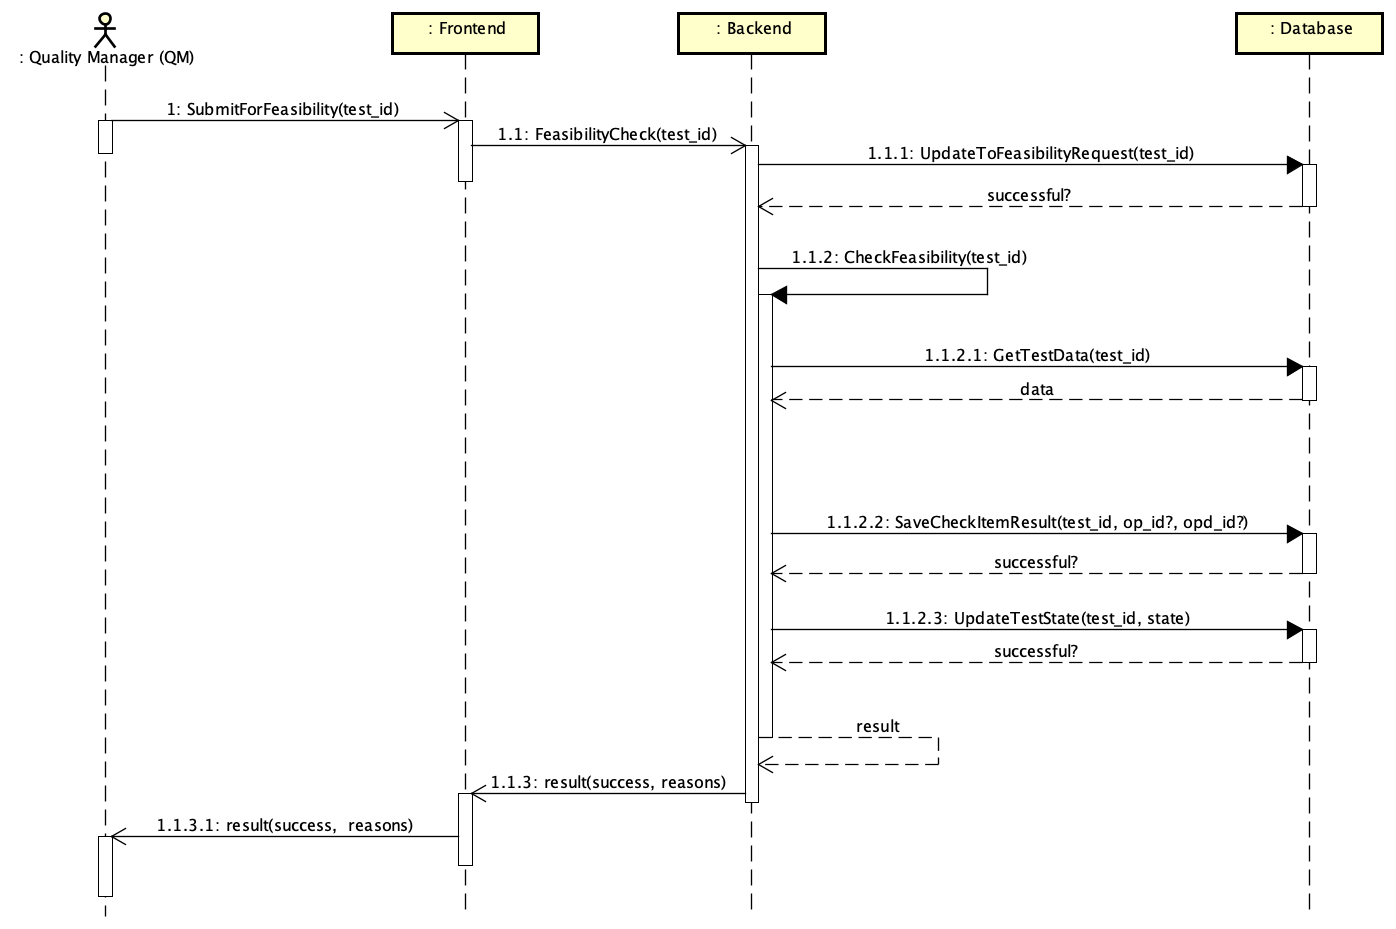 : Quality Manager (QM)
: Frontend
: Backend
: Database
1: SubmitForFeasibility(test_id)
1.1: FeasibilityCheck(test_id)
1.1.1: UpdateToFeasibilityRequest(test_id)
successful?
1.1.2: CheckFeasibility(test_id)
1.1.2.1: GetTestData(test_id)
data
1.1.2.2: SaveCheckItemResult(test_id, op_id?, opd_id?)
successful?
1.1.2.3: UpdateTestState(test_id, state)
successful?
result
1.1.3: result(success, reasons)
1.1.3.1: result(success,  reasons)